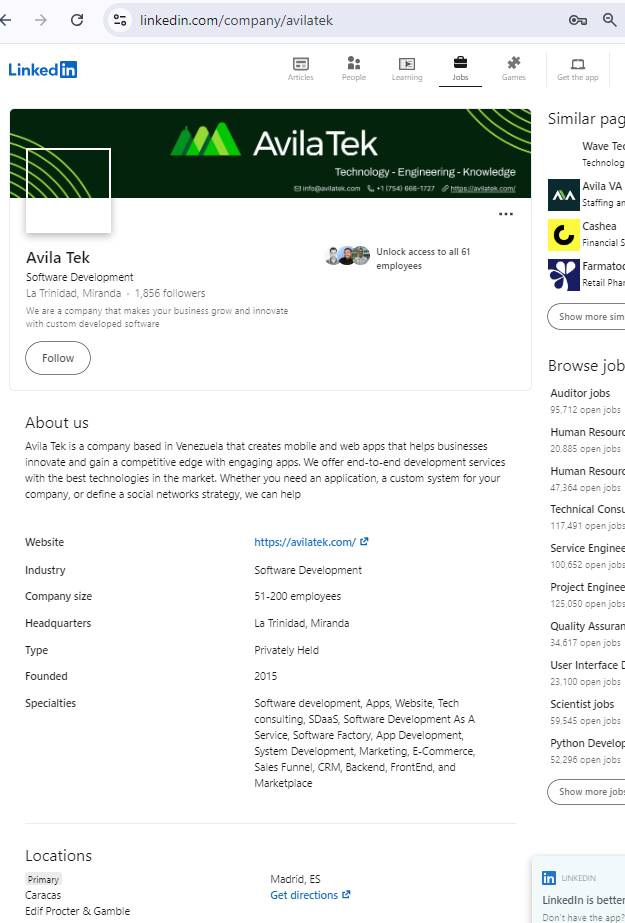 linkedin.com/company/avilatek
LinkedIn
Articles
People
Learning
Jobs
Games
Get the app
AvilaTek
Technology - Engineering - Knowledge
info@avilatek.com +1 (754) 666-1727 https://avilatek.com/
Avila Tek
Software Development
La Trinidad, Miranda · 1,856 followers
We are a company that makes your business grow and innovate
with custom developed software
Unlock access to all 61
employees
Follow
About us
Avila Tek is a company based in Venezuela that creates mobile and web apps that helps businesses
innovate and gain a competitive edge with engaging apps. We offer end-to-end development services
with the best technologies in the market. Whether you need an application, a custom system for your
company, or define a social networks strategy, we can help
Website https://avilatek.com/
Industry Software Development
Company size 51-200 employees
Headquarters La Trinidad, Miranda
Type Privately Held
Founded 2015
Specialties Software development, Apps, Website, Tech
consulting, SDaaS, Software Development As A
Service, Software Factory, App Development,
System Development, Marketing, E-Commerce,
Sales Funnel, CRM, Backend, FrontEnd, and
Marketplace
Locations
Primary
Caracas
Edif Procter & Gamble
Madrid, ES
Get directions
Similar pag
Wave Tec
Technolog
Avila VA
Staffing an
Cashea
Financial S
Farmatod
Retail Phar
Show more sim
Browse job
Auditor jobs
95,712 open jobs
Human Resourc
20,885 open jobs
Human Resourc
47,364 open jobs
Technical Consu
117,491 open jobs
Service Enginee
100,652 open jobs
Project Enginee
125,050 open jobs
Quality Assuran
34,617 open jobs
User Interface D
23,100 open jobs
Scientist jobs
59,545 open jobs
Python Develop
52,296 open jobs
Show more jobs
LINKEDIN
LinkedIn is better
Don't have the app?